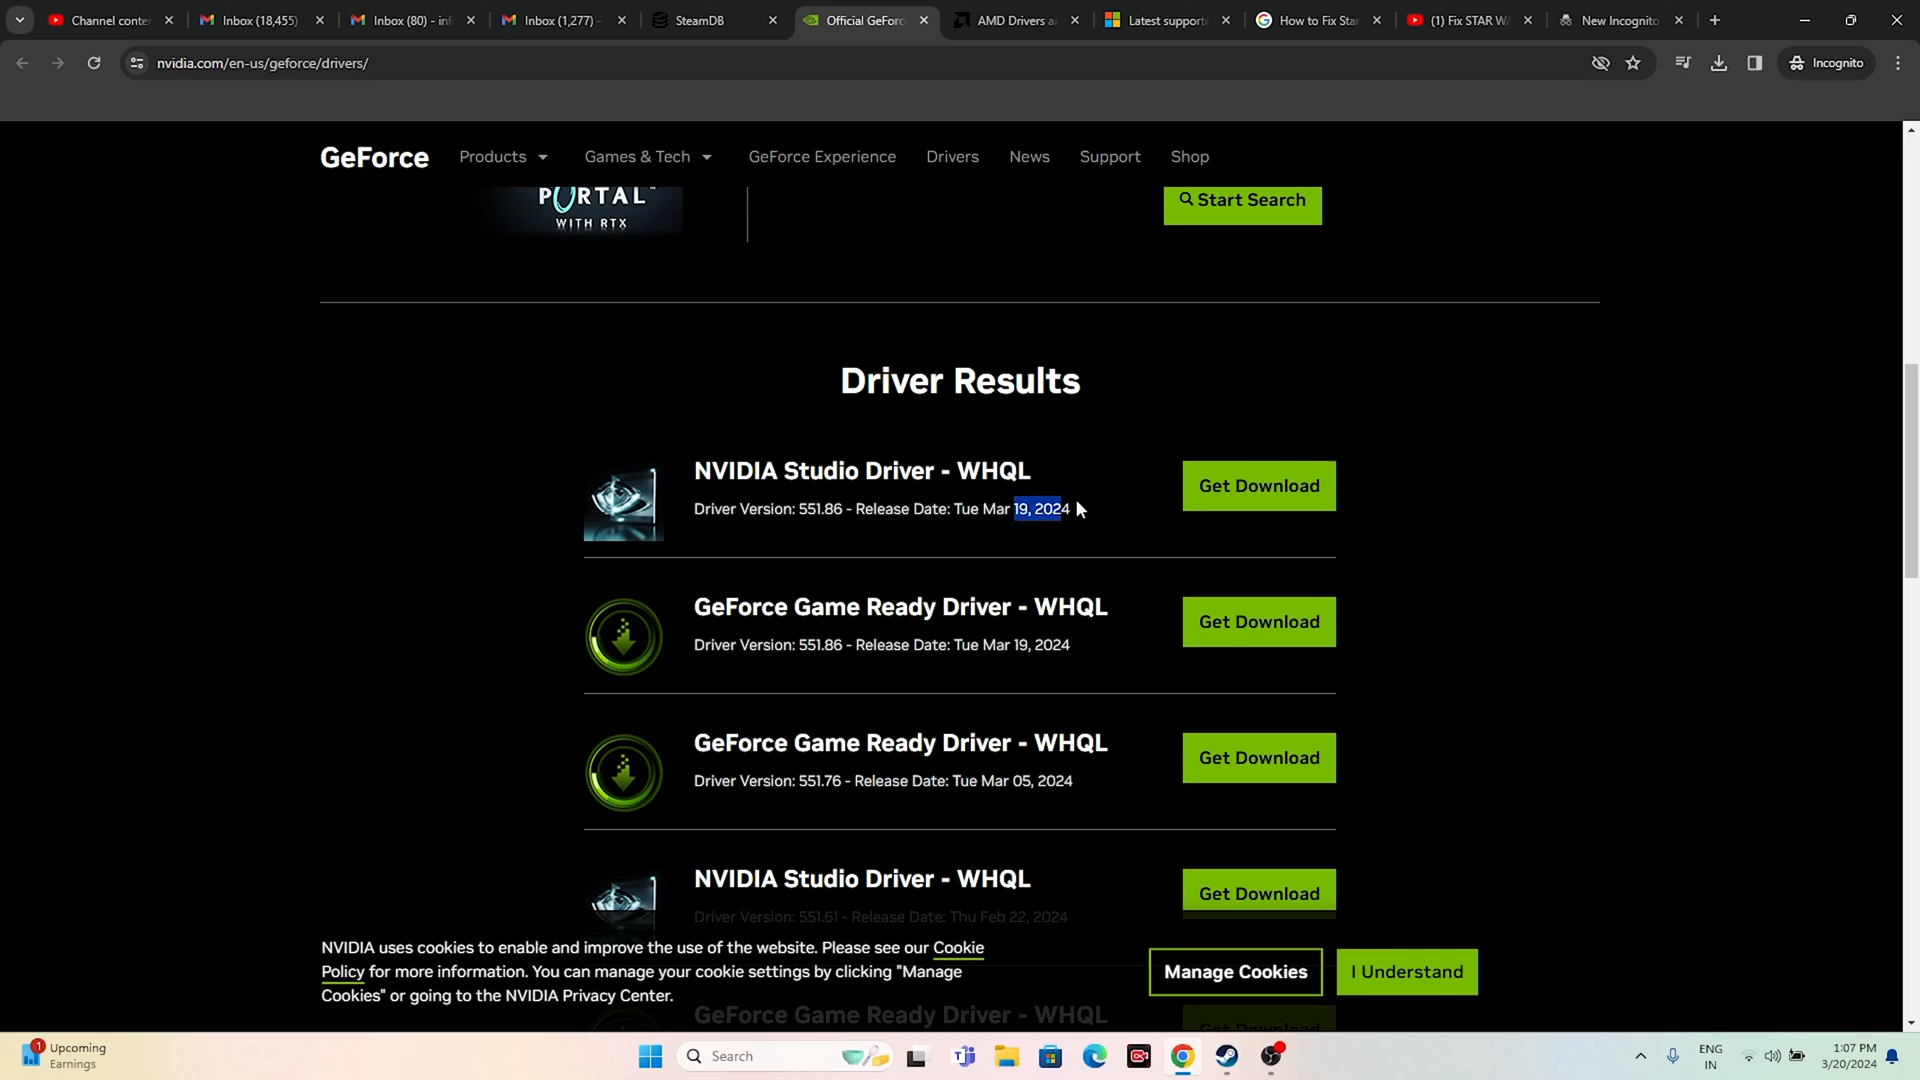 Channel conten
Inbox (18,455)
Inbox (80) - inf
Inbox (1,277) -
SteamDB
Official GeForc
AMD Drivers a
Latest supporte
How to Fix Sta
(1) Fix STAR WA
New Incognito
nvidia.com/en-us/geforce/drivers/
Incognito
GeForce
Products
Games & Tech
GeForce Experience
Drivers
News
Support
Shop
PORTAL™
WITH RTX
Start Search
Driver Results
NVIDIA Studio Driver - WHQL
Driver Version: 551.86 - Release Date: Tue Mar 19, 2024
Get Download
GeForce Game Ready Driver - WHQL
Driver Version: 551.86 - Release Date: Tue Mar 19, 2024
Get Download
GeForce Game Ready Driver - WHQL
Driver Version: 551.76 - Release Date: Tue Mar 05, 2024
Get Download
NVIDIA Studio Driver - WHQL
Driver Version: 551.61 - Release Date: Thu Feb 22, 2024
Get Download
NVIDIA uses cookies to enable and improve the use of the website. Please see our Cookie
Policy for more information. You can manage your cookie settings by clicking "Manage
Cookies" or going to the NVIDIA Privacy Center.
Manage Cookies
I Understand
GeForce Game Ready Driver - WHQL
Get Download
1
Upcoming
Earnings
Search
ENG
IN
1:07 PM
3/20/2024